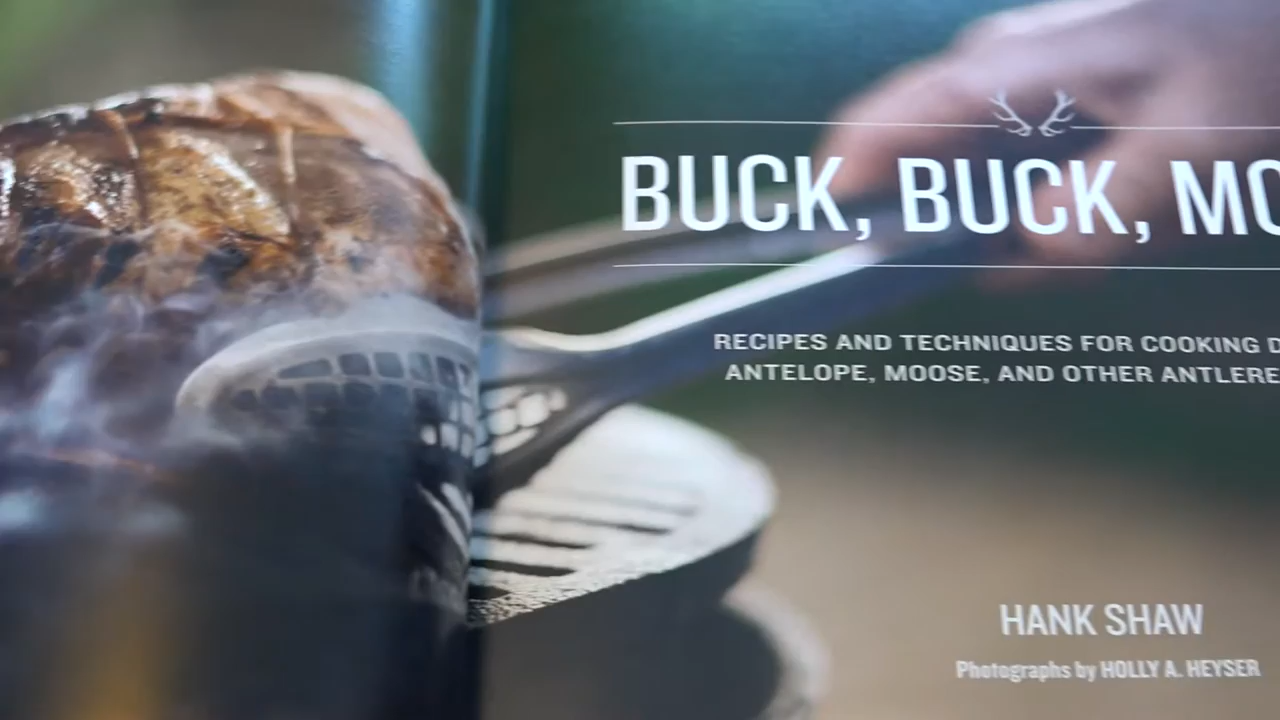 BUCK, BUCK, MO
RECIPES AND TECHNIQUES FOR COOKING D
ANTELOPE, MOOSE, AND OTHER ANTLERE
HANK SHAW
Photographs by HOLLY A. HEYSER